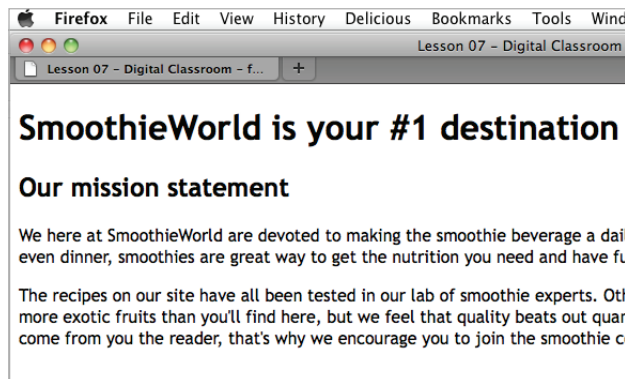 Firefox File Edit View History Delicious Bookmarks Tools Wind
Lesson 07 – Digital Classroom
Lesson 07 – Digital Classroom – f... +
SmoothieWorld is your #1 destination
Our mission statement
We here at SmoothieWorld are devoted to making the smoothie beverage a dail
even dinner, smoothies are great way to get the nutrition you need and have fu
The recipes on our site have all been tested in our lab of smoothie experts. Oth
more exotic fruits than you'll find here, but we feel that quality beats out quan
come from you the reader, that's why we encourage you to join the smoothie c